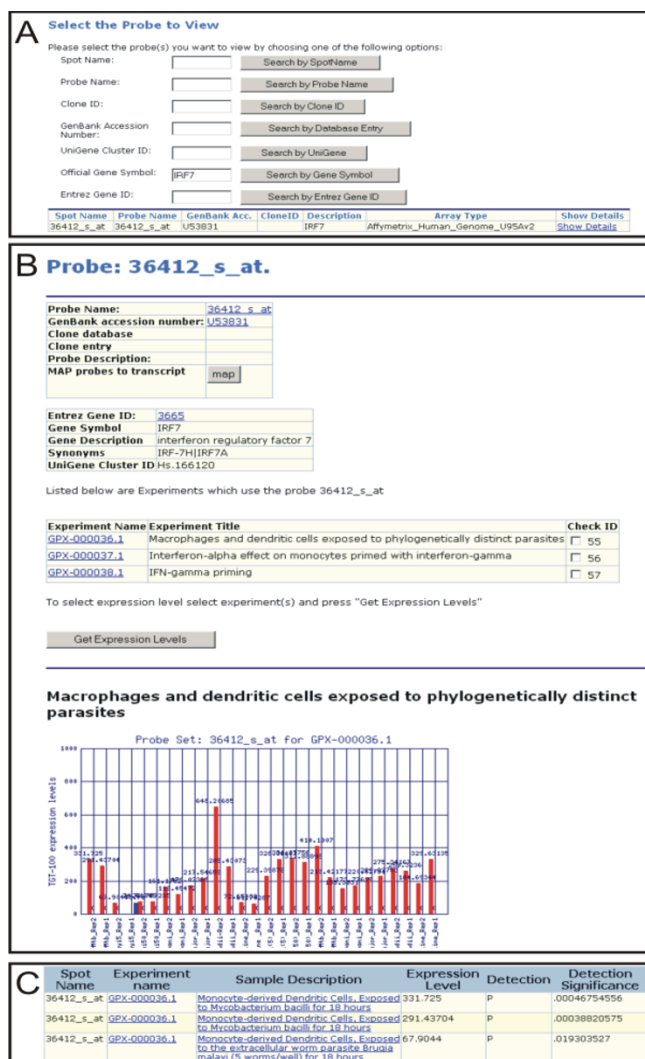 A
Select the Probe to View
Please select the probe(s) you want to view by choosing one of the following options:
Spot Name: Search by SpotName
Probe Name: Search by Probe Name
Clone ID: Search by Clone ID
GenBank Accession Number: Search by Database Entry
UniGene Cluster ID: Search by UniGene
Official Gene Symbol: IRF7 Search by Gene Symbol
Entrez Gene ID: Search by Entrez Gene ID
Spot Name Probe Name GenBank Acc. CloneID Description Array Type Show Details
36412_s_at 36412_s_at U53831 IRF7 Affymetrix_Human_Genome_U95Av2 Show Details
B
Probe: 36412_s_at.
Probe Name: 36412_s_at
GenBank accession number: U53831
Clone database
Clone entry
Probe Description:
MAP probes to transcript map
Entrez Gene ID: 3665
Gene Symbol IRF7
Gene Description interferon regulatory factor 7
Synonyms IRF-7H|IRF7A
UniGene Cluster ID Hs.166120
Listed below are Experiments which use the probe 36412_s_at
Experiment Name Experiment Title Check ID
GPX-000036.1 Macrophages and dendritic cells exposed to phylogenetically distinct parasites 55
GPX-000037.1 Interferon-alpha effect on monocytes primed with interferon-gamma 56
GPX-000038.1 IFN-gamma priming 57
To select expression level select experiment(s) and press "Get Expression Levels"
Get Expression Levels
Macrophages and dendritic cells exposed to phylogenetically distinct
parasites
Probe Set: 36412_s_at for GPX-000036.1
TGT-100 expression levels
1000
800
600
400
200
0
331.725
C
Spot Name Experiment name Sample Description Expression Level Detection Detection Significance
36412_s_at GPX-000036.1 Monocyte-derived Dendritic Cells, Exposed 331.725 P .00046754556
to Mycobacterium bacilli for 18 hours
36412_s_at GPX-000036.1 Monocyte-derived Dendritic Cells, Exposed 291.43704 P .00038820575
to Mycobacterium bacilli for 18 hours
36412_s_at GPX-000036.1 Monocyte-derived Dendritic Cells, Exposed 67.9044 P .019303527
to the extracellular worm parasite Brugia
malayi (5 worms/well) for 18 hours